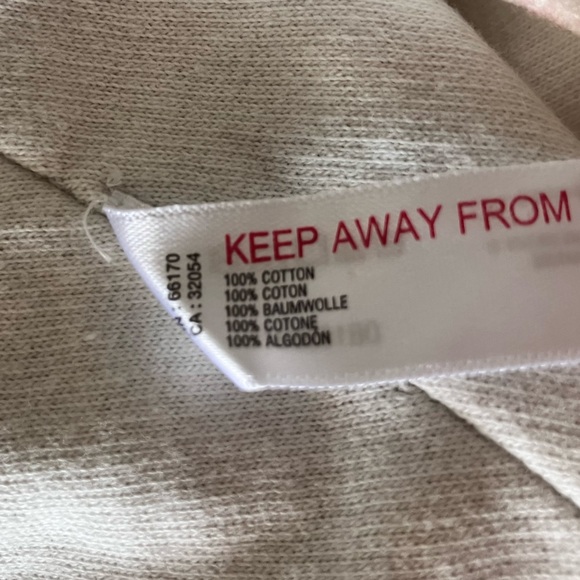 KEEP AWAY FROM
100% COTTON
100% COTON
100% BAUMWOLLE
100% COTONE
100% ALGODÓN
: 66170
CA : 32054